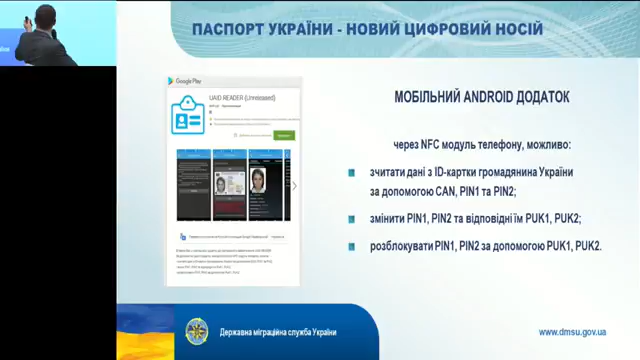 ПАСПОРТ УКРАЇНИ - НОВИЙ ЦИФРОВИЙ НОСІЙ
Google Play
UAID READER (Unreleased)
МОБІЛЬНИЙ ANDROID ДОДАТОК
через NFC модуль телефону, можливо:
зчитати дані з ID-картки громадянина України
за допомогою CAN, PIN1 та PIN2;
змінити PIN1, PIN2 та відповідні їм PUK1, PUK2;
розблокувати PIN1, PIN2 за допомогою PUK1, PUK2.
Державна міграційна служба України
www.dmsu.gov.ua